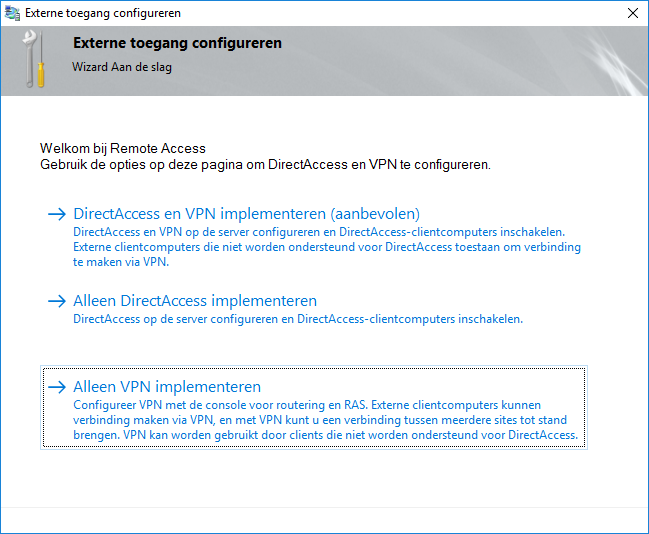 Externe toegang configureren
Externe toegang configureren
Wizard Aan de slag
Welkom bij Remote Access
Gebruik de opties op deze pagina om DirectAccess en VPN te configureren.
DirectAccess en VPN implementeren (aanbevolen)
DirectAccess en VPN op de server configureren en DirectAccess-clientcomputers inschakelen.
Externe clientcomputers die niet worden ondersteund voor DirectAccess toestaan om verbinding
te maken via VPN.
Alleen DirectAccess implementeren
DirectAccess op de server configureren en DirectAccess-clientcomputers inschakelen.
Alleen VPN implementeren
Configureer VPN met de console voor routering en RAS. Externe clientcomputers kunnen
verbinding maken via VPN, en met VPN kunt u een verbinding tussen meerdere sites tot stand
brengen. VPN kan worden gebruikt door clients die niet worden ondersteund voor DirectAccess.